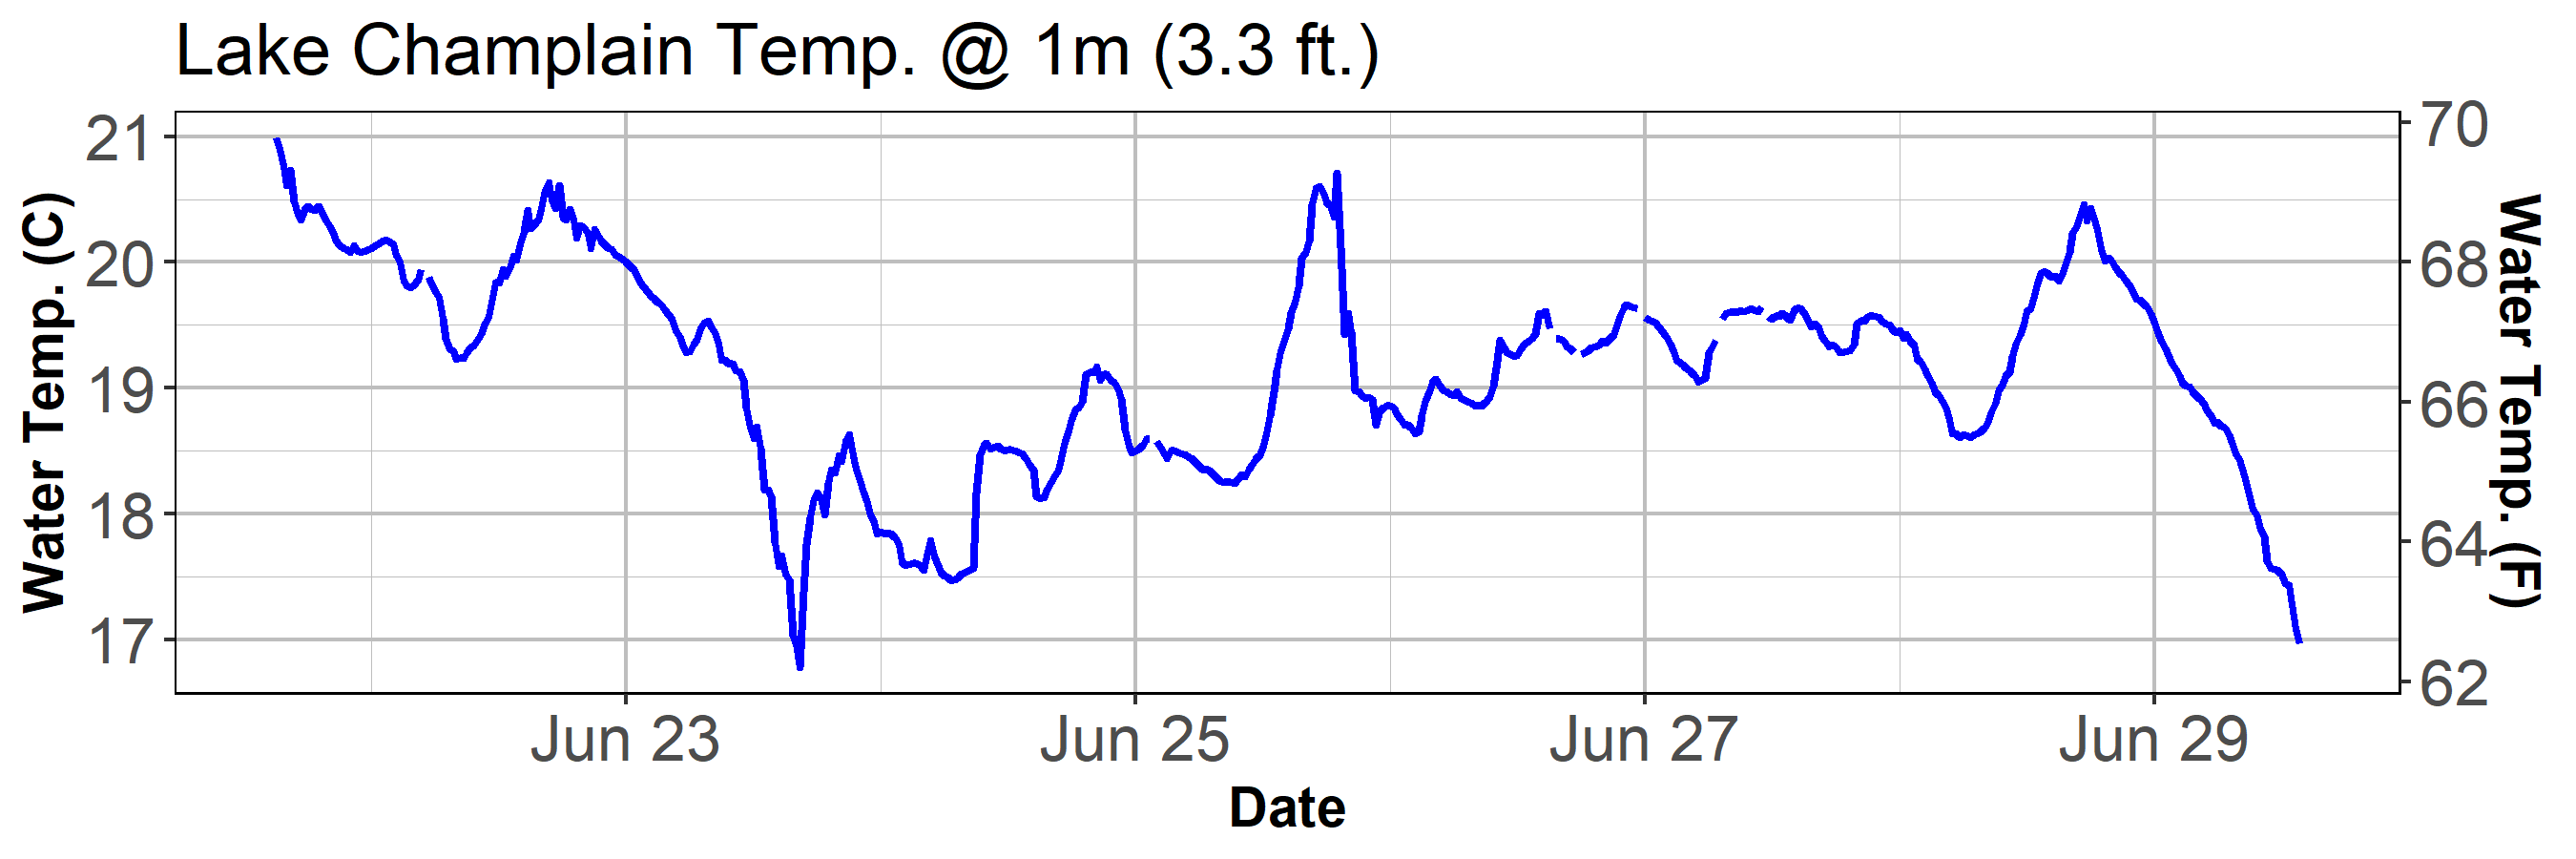 Lake Champlain Temp. @ 1m (3.3 ft.)
Water Temp. (C)
21
20
19
18
17
70
68
66
64
62
Water Temp. (F)
Jun 23 Jun 25 Jun 27 Jun 29
Date